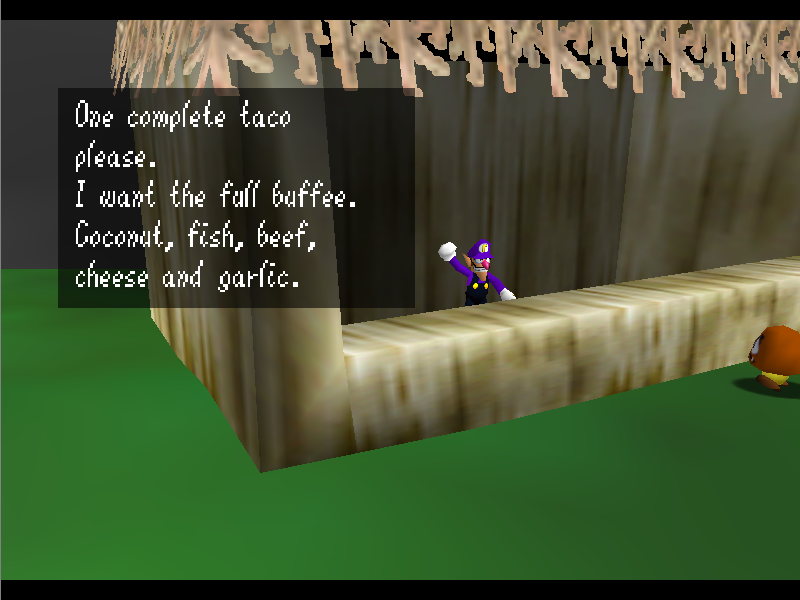 One complete taco
please.
I want the full buffee.
Coconut, fish, beef,
cheese and garlic.